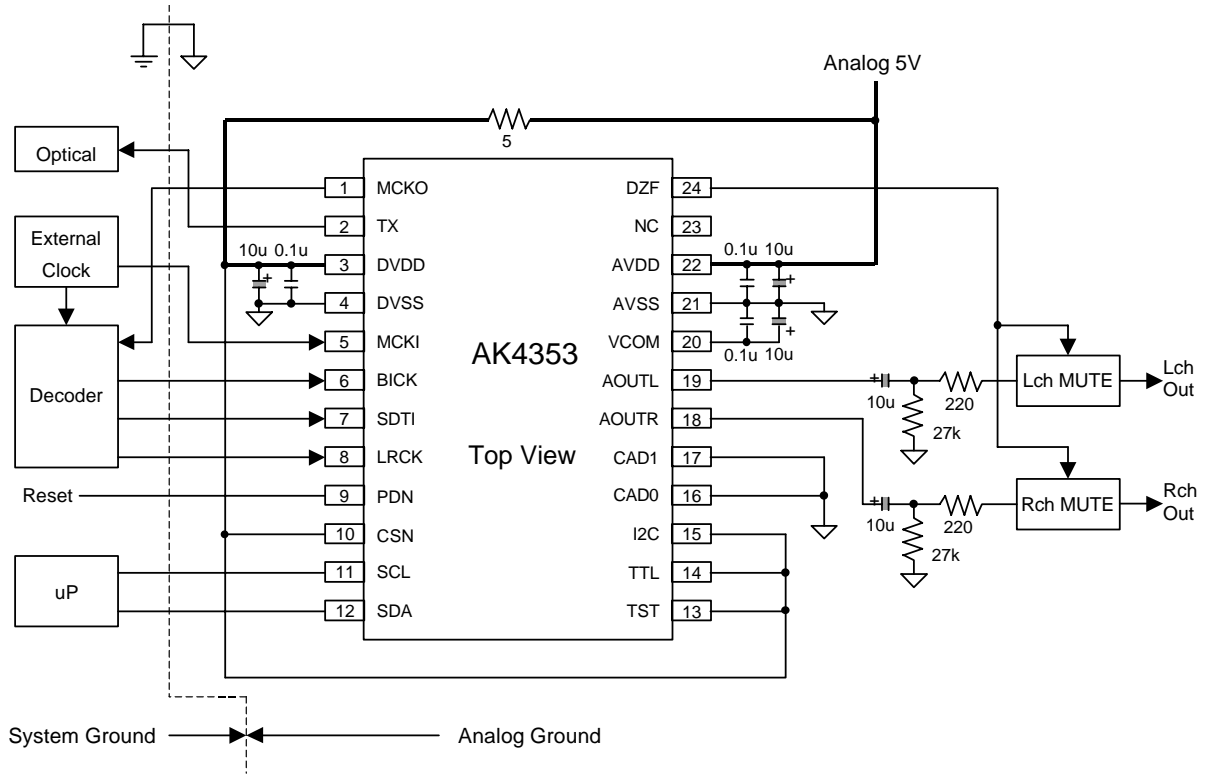 Analog 5V
5
Optical
External
Clock
Decoder
Reset
uP
10u 0.1u
1 MCKO
2 TX
3 DVDD
4 DVSS
5 MCKI
6 BICK
7 SDTI
8 LRCK
9 PDN
10 CSN
11 SCL
12 SDA
AK4353
Top View
DZF 24
NC 23
AVDD 22
AVSS 21
VCOM 20
AOUTL 19
AOUTR 18
CAD1 17
CAD0 16
I2C 15
TTL 14
TST 13
0.1u 10u
+
+
+
0.1u 10u
+
10u
220
27k
Lch MUTE
Lch
Out
+
10u
220
27k
Rch MUTE
Rch
Out
System Ground
Analog Ground